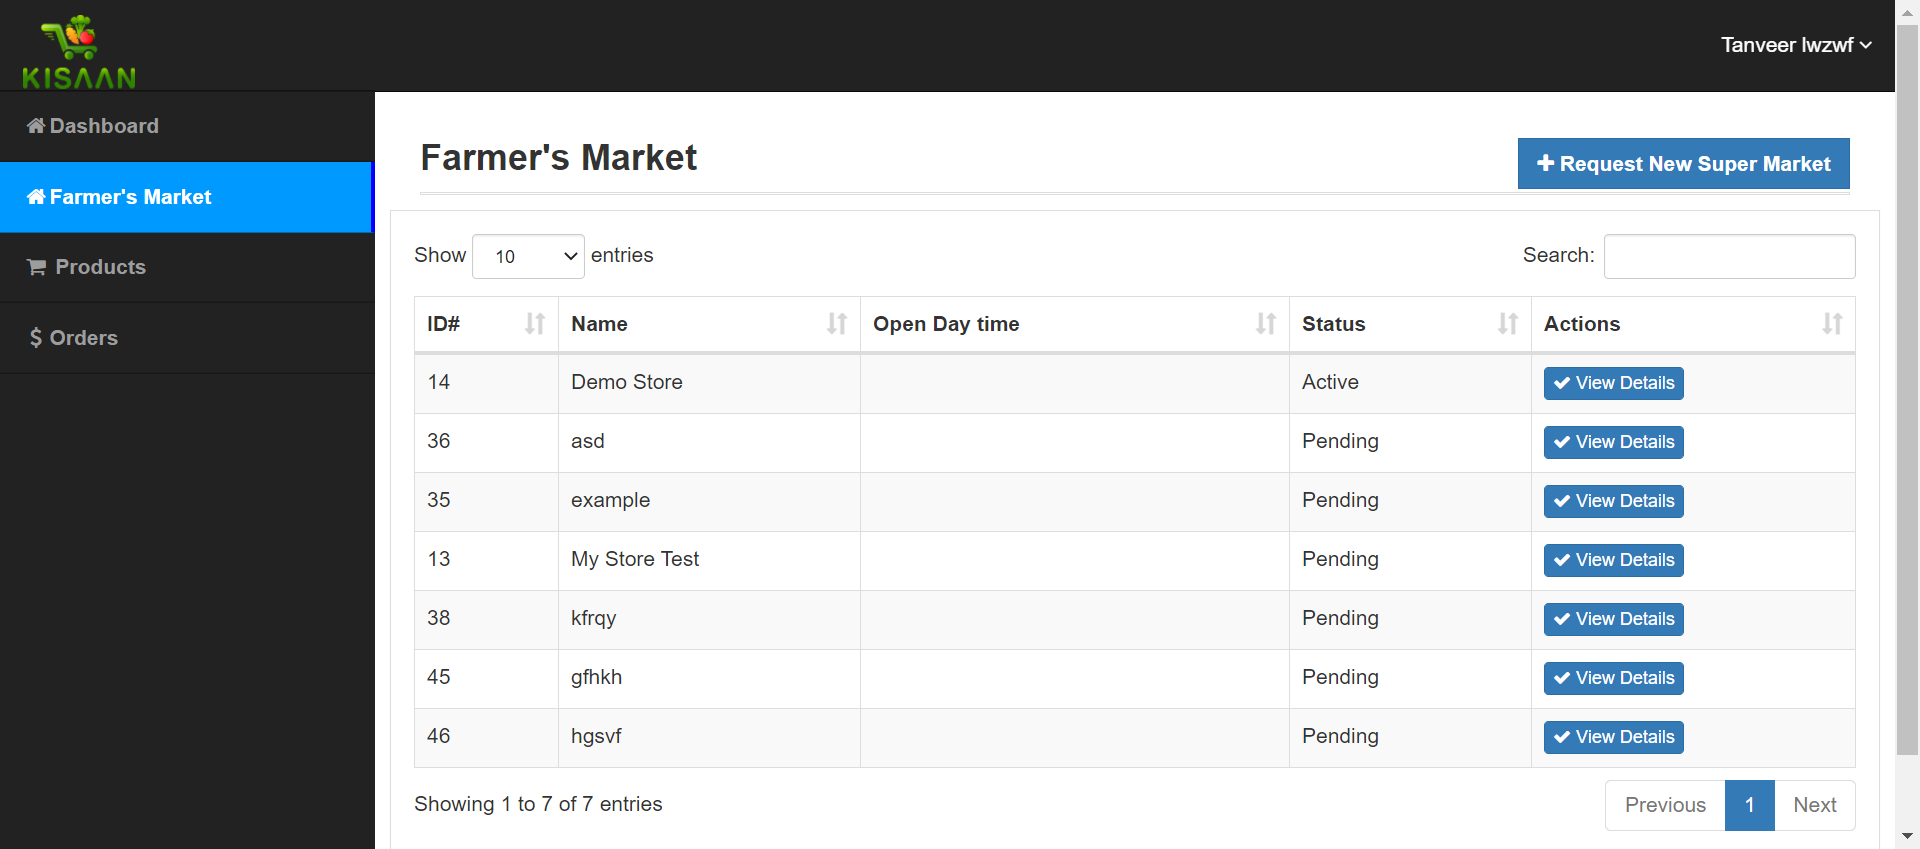 KISAAN
Tanveer lwzwf
Dashboard
Farmer's Market
Products
$ Orders
Farmer's Market
Request New Super Market
Show 10 entries
Search:
ID# Name Open Day time Status Actions
14 Demo Store Active View Details
36 asd Pending View Details
35 example Pending View Details
13 My Store Test Pending View Details
38 kfrqy Pending View Details
45 gfhkh Pending View Details
46 hgsvf Pending View Details
Showing 1 to 7 of 7 entries
Previous 1 Next